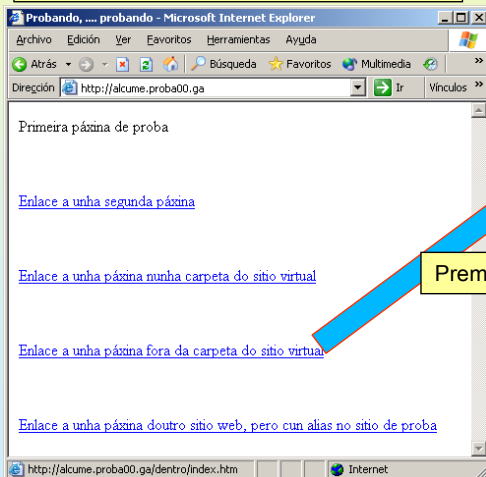 Probando, .... probando - Microsoft Internet Explorer
Archivo Edición Ver Favoritos Herramientas Ayuda
Atrás Búsqueda Favoritos Multimedia »
Dirección http://alcume.proba00.ga Ir Vínculos »
Primeira páxina de proba
Enlace a unha segunda páxina
Enlace a unha páxina nunha carpeta do sitio virtual
Prem
Enlace a unha páxina fora da carpeta do sitio virtual
Enlace a unha páxina doutro sitio web, pero cun alias no sitio de proba
http://alcume.proba00.ga/dentro/index.htm Internet